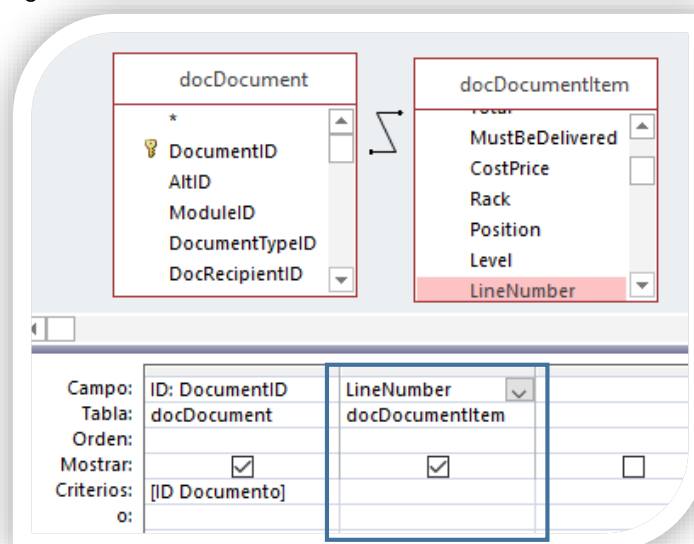 docDocument
*
DocumentID
AltID
ModuleID
DocumentTypeID
DocRecipientID
docDocumentItem
MustBeDelivered
CostPrice
Rack
Position
Level
LineNumber
Campo: ID: DocumentID LineNumber
Tabla: docDocument docDocumentItem
Orden:
Mostrar:
Criterios: [ID Documento]
o: